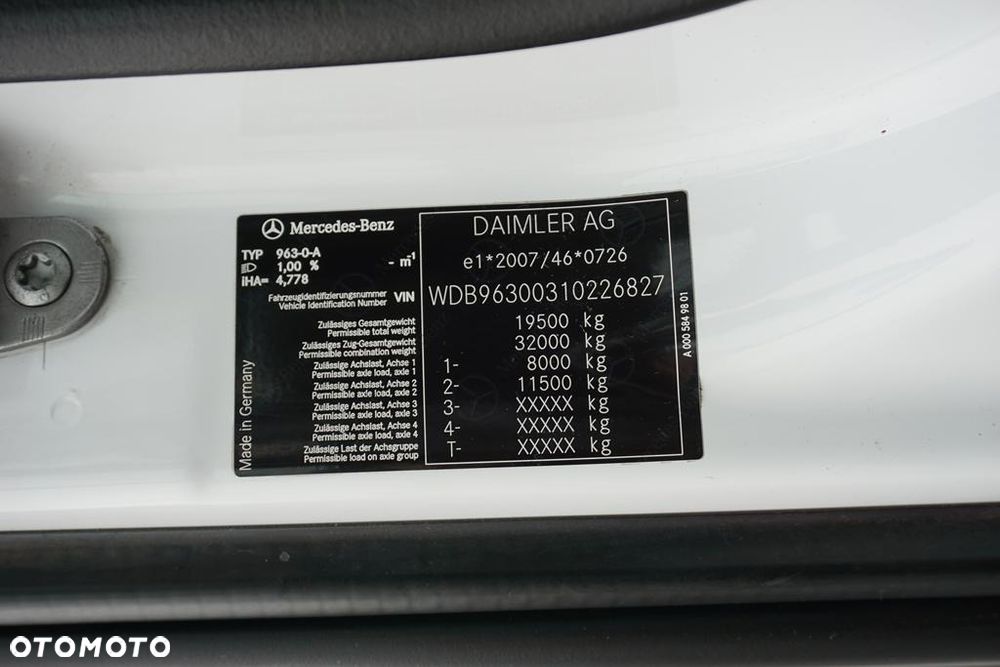 Mercedes-Benz
TYP 963-0-A
1,00 % - m-1
iHA= 4,778
Fahrzeugidentifizierungsnummer
Vehicle Identification Number VIN
Zulässiges Gesamtgewicht
Permissible total weight
Zulässiges Zug-Gesamtgewicht
Permissible combination weight
Zulässige Achslast, Achse 1
Permissible axle load, axle 1
Zulässige Achslast, Achse 2
Permissible axle load, axle 2
Zulässige Achslast, Achse 3
Permissible axle load, axle 3
Zulässige Achslast, Achse 4
Permissible axle load, axle 4
Zulässige Last der Achsgruppe
Permissible load on axle group
Made in Germany
DAIMLER AG
e1*2007/46*0726
WDB96300310226827
19500 kg
32000 kg
1- 8000 kg
2- 11500 kg
3- XXXXX kg
4- XXXXX kg
T- XXXXX kg
A 000 584 98 01
OTOMOTO